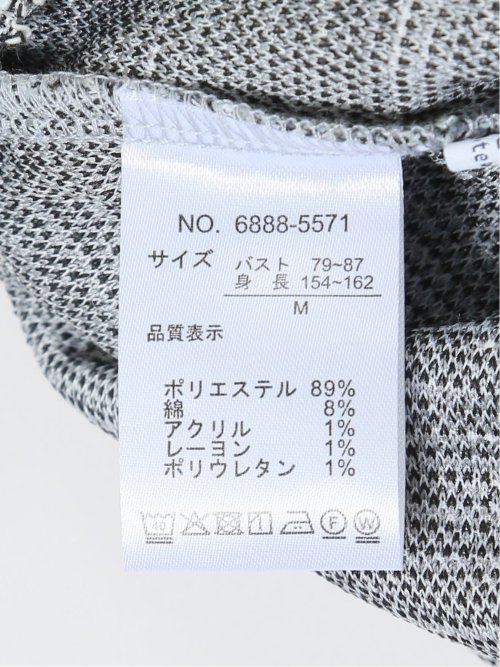 NO. 6888-5571
サイズ バスト 79~87
身 長 154~162
M
品質表示
ポリエステル 89%
綿 8%
アクリル 1%
レーヨン 1%
ポリウレタン 1%
40 F W